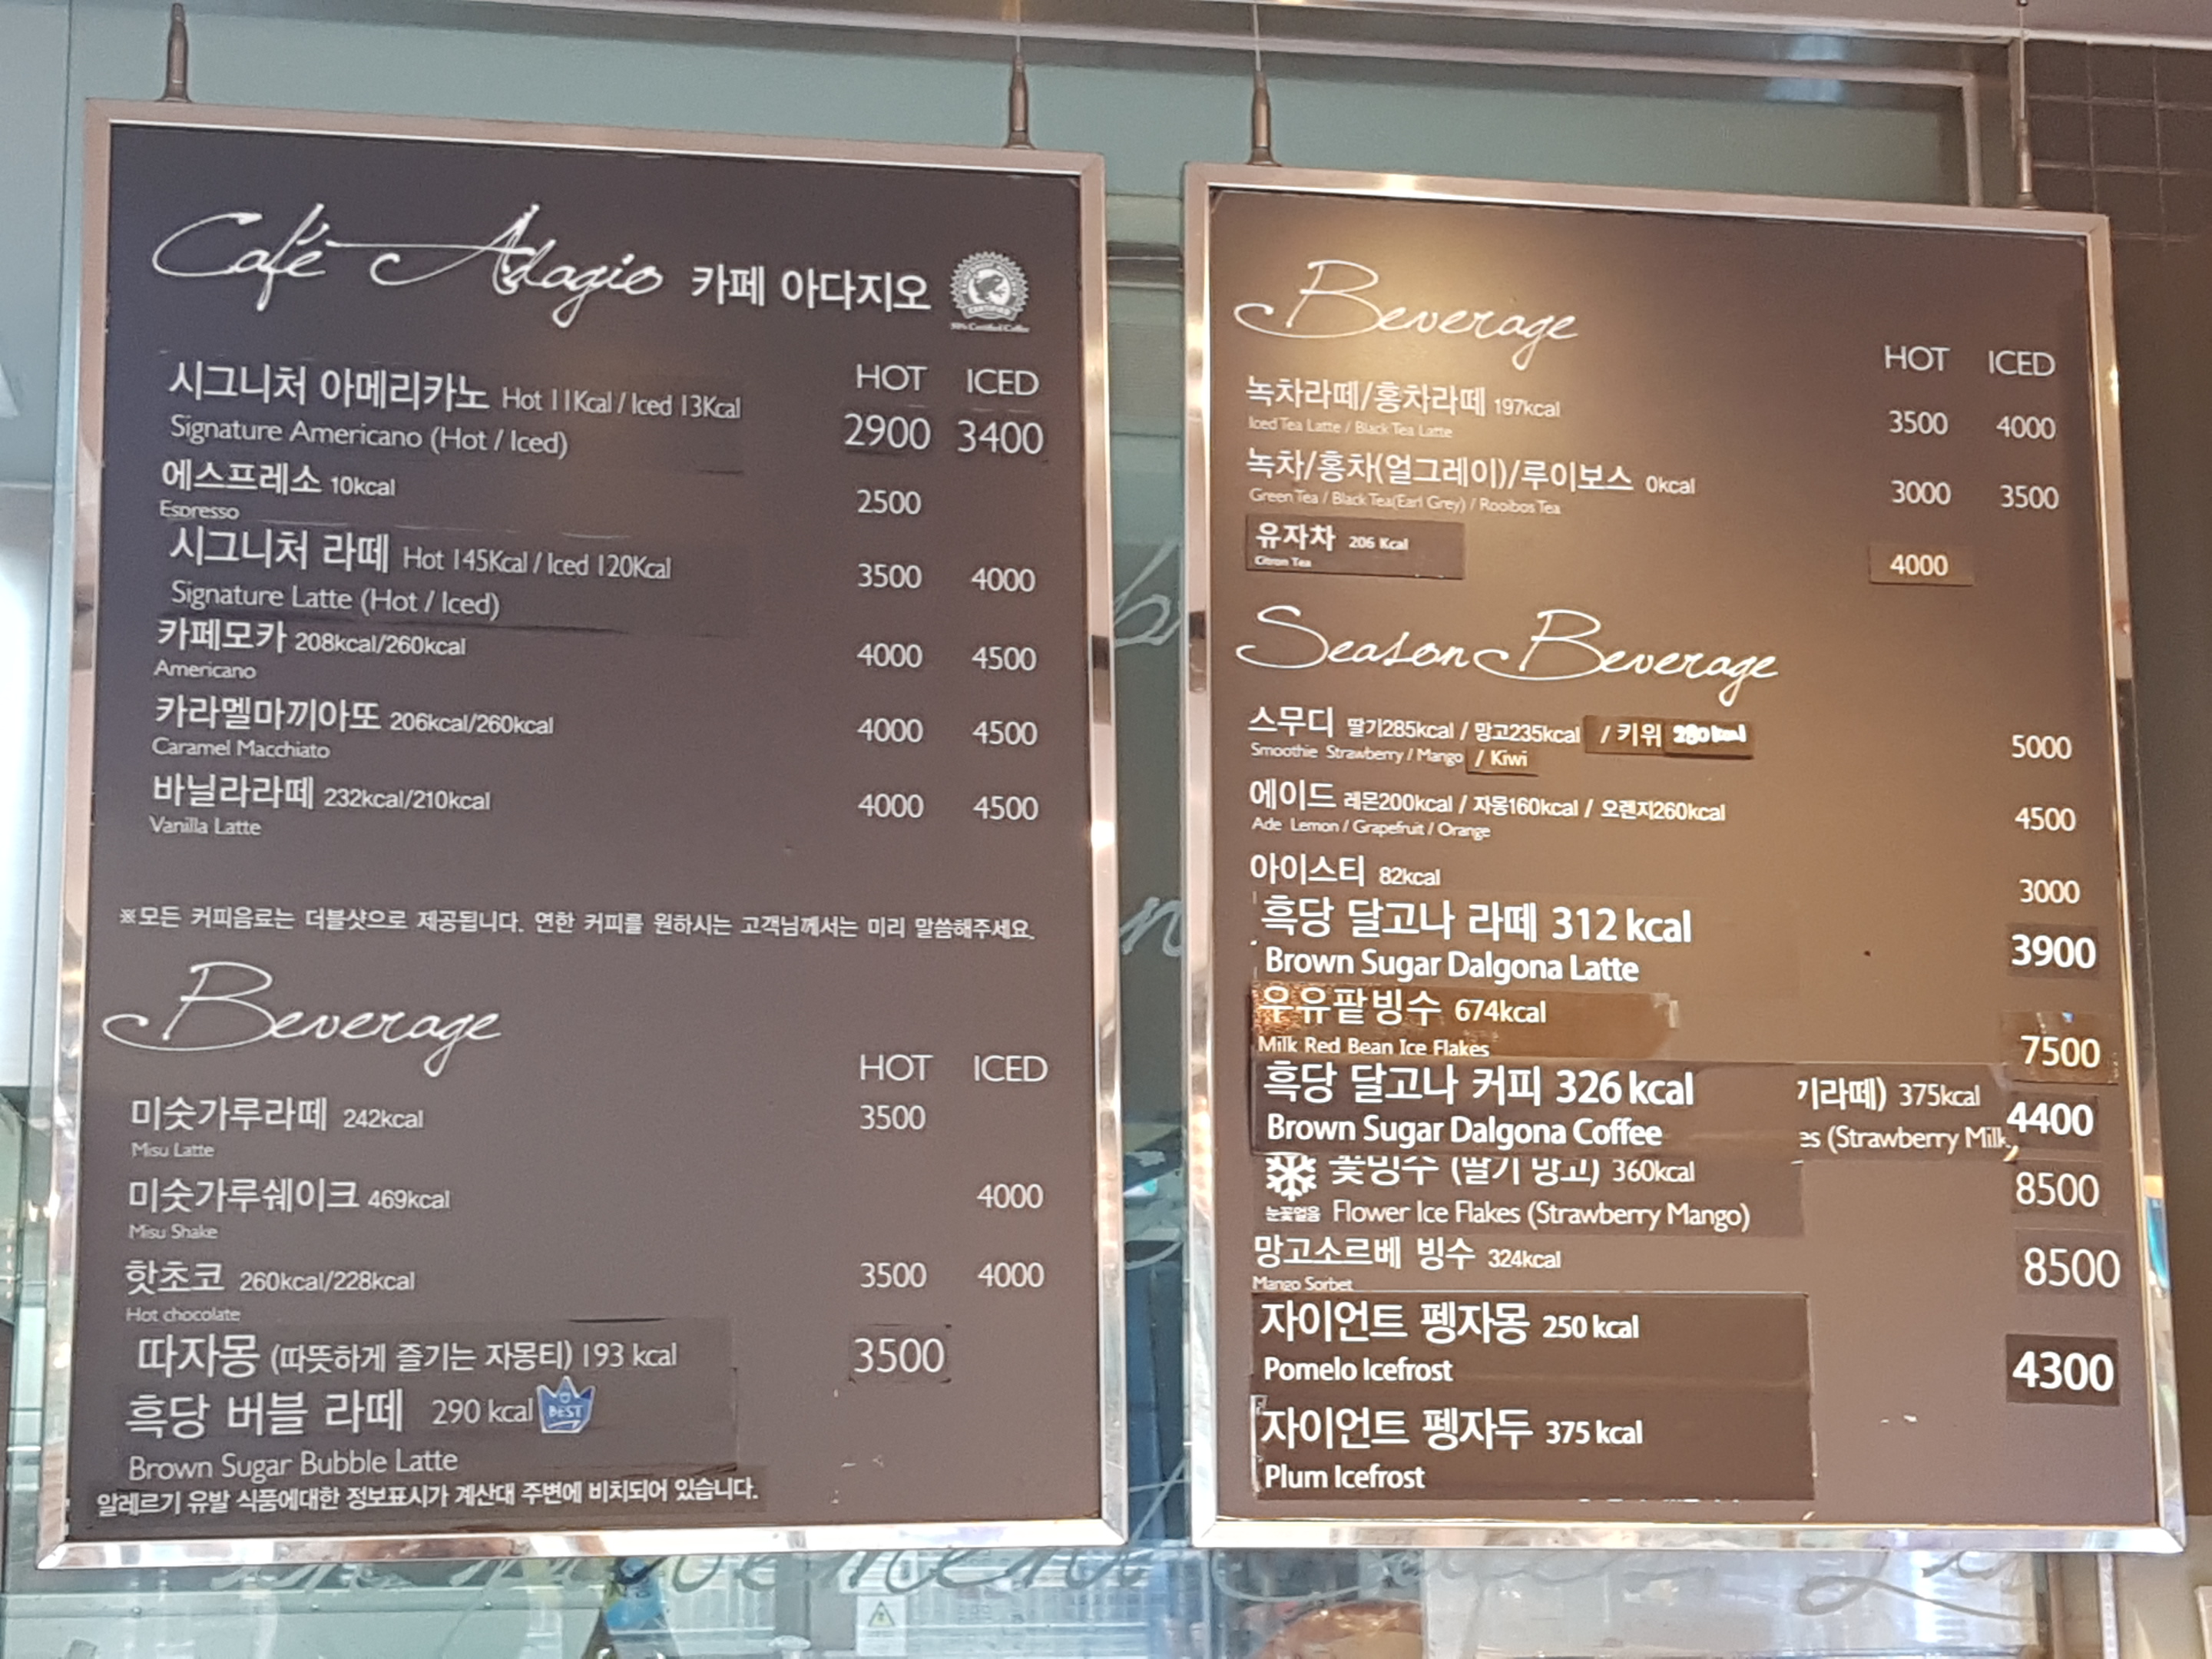 Café Adagio 카페 아다지오
HOT ICED
시그니처 아메리카노 Hot 11Kcal / Iced 13Kcal
Signature Americano (Hot / Iced) 2900 3400
에스프레소 10kcal 2500
Espresso
시그니처 라떼 Hot 145Kcal / Iced 120Kcal 3500 4000
Signature Latte (Hot / Iced)
카페모카 208kcal/260kcal 4000 4500
Americano
카라멜마끼아또 206kcal/260kcal 4000 4500
Caramel Macchiato
바닐라라떼 232kcal/210kcal 4000 4500
Vanilla Latte
※모든 커피음료는 더블샷으로 제공됩니다. 연한 커피를 원하시는 고객님께서는 미리 말씀해주세요.
Beverage
HOT ICED
미숫가루라떼 242kcal 3500
Misu Latte
미숫가루쉐이크 469kcal 4000
Misu Shake
핫초코 260kcal/228kcal 3500 4000
Hot chocolate
따자몽 (따뜻하게 즐기는 자몽티) 193 kcal 3500
흑당 버블 라떼 290 kcal BEST
Brown Sugar Bubble Latte
알레르기 유발 식품에대한 정보표시가 계산대 주변에 비치되어 있습니다.
Beverage
HOT ICED
녹차라떼/홍차라떼 197kcal 3500 4000
Iced Tea Latte / Black Tea Latte
녹차/홍차(얼그레이)/루이보스 0kcal 3000 3500
Green Tea / Black Tea(Earl Grey) / Rooibos Tea
유자차 206 Kcal 4000
Citron Tea
Season Beverage
스무디 딸기285kcal / 망고235kcal / 키위 5000
Smoothie Strawberry / Mango / Kiwi
에이드 레몬200kcal / 자몽160kcal / 오렌지260kcal 4500
Ade Lemon / Grapefruit / Orange
아이스티 82kcal 3000
흑당 달고나 라떼 312 kcal 3900
Brown Sugar Dalgona Latte
우유팥빙수 674kcal 7500
Milk Red Bean Ice Flakes
흑당 달고나 커피 326 kcal 기라떼) 375kcal 4400
Brown Sugar Dalgona Coffee es (Strawberry Milk
꽃빙수 (딸기 망고) 360kcal 8500
눈꽃얼음 Flower Ice Flakes (Strawberry Mango)
망고소르베 빙수 324kcal 8500
Mango Sorbet
자이언트 펭자몽 250 kcal
Pomelo Icefrost 4300
자이언트 펭자두 375 kcal
Plum Icefrost